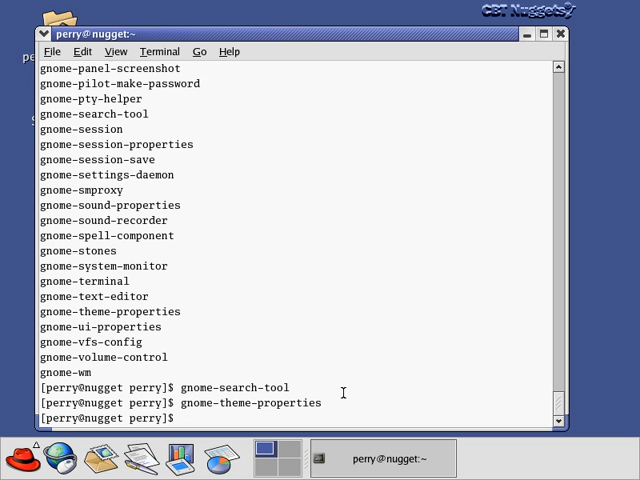 CBT Nuggets
perry@nugget:~
File Edit View Terminal Go Help
pe
gnome-panel-screenshot
gnome-pilot-make-password
gnome-pty-helper
gnome-search-tool
gnome-session
gnome-session-properties
gnome-session-save
gnome-settings-daemon
gnome-smproxy
gnome-sound-properties
gnome-sound-recorder
gnome-spell-component
gnome-stones
gnome-system-monitor
gnome-terminal
gnome-text-editor
gnome-theme-properties
gnome-ui-properties
gnome-vfs-config
gnome-volume-control
gnome-wm
[perry@nugget perry]$ gnome-search-tool
[perry@nugget perry]$ gnome-theme-properties
[perry@nugget perry]$
perry@nugget:~